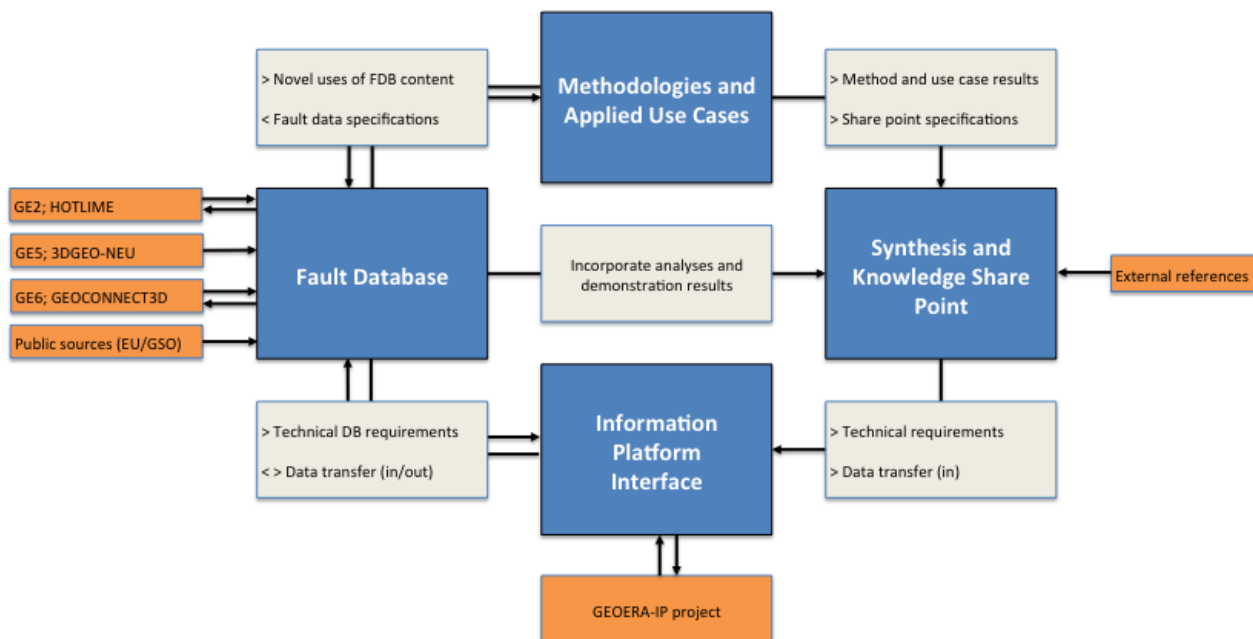 > Novel uses of FDB content
< Fault data specifications
Methodologies and
Applied Use Cases
> Method and use case results
> Share point specifications
GE2; HOTLIME
GE5; 3DGEO-NEU
GE6; GEOCONNECT3D
Public sources (EU/GSO)
Fault Database
Incorporate analyses and
demonstration results
Synthesis and
Knowledge Share
Point
External references
> Technical DB requirements
< > Data transfer (in/out)
Information
Platform
Interface
> Technical requirements
> Data transfer (in)
GEOERA-IP project